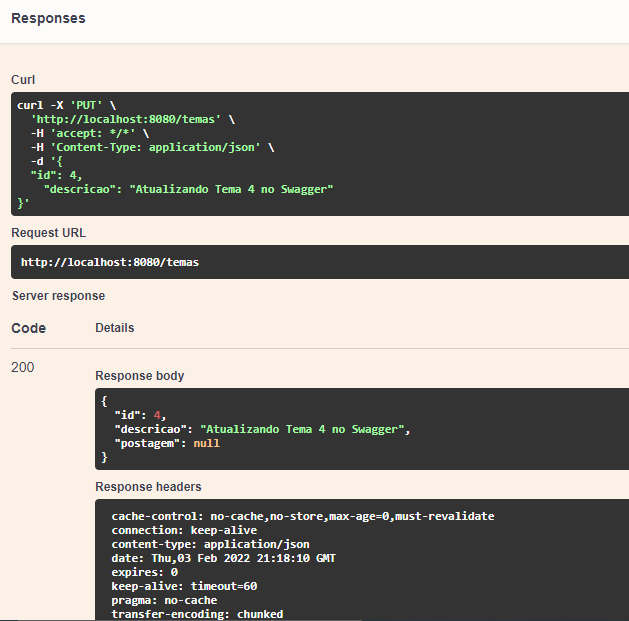 Responses
Curl
curl -X 'PUT' \
'http://localhost:8080/temas' \
-H 'accept: */*' \
-H 'Content-Type: application/json' \
-d '{
"id": 4,
"descricao": "Atualizando Tema 4 no Swagger"
}'
Request URL
http://localhost:8080/temas
Server response
Code Details
200
Response body
{
"id": 4,
"descricao": "Atualizando Tema 4 no Swagger",
"postagem": null
}
Response headers
cache-control: no-cache,no-store,max-age=0,must-revalidate
connection: keep-alive
content-type: application/json
date: Thu,03 Feb 2022 21:18:10 GMT
expires: 0
keep-alive: timeout=60
pragma: no-cache
transfer-encoding: chunked